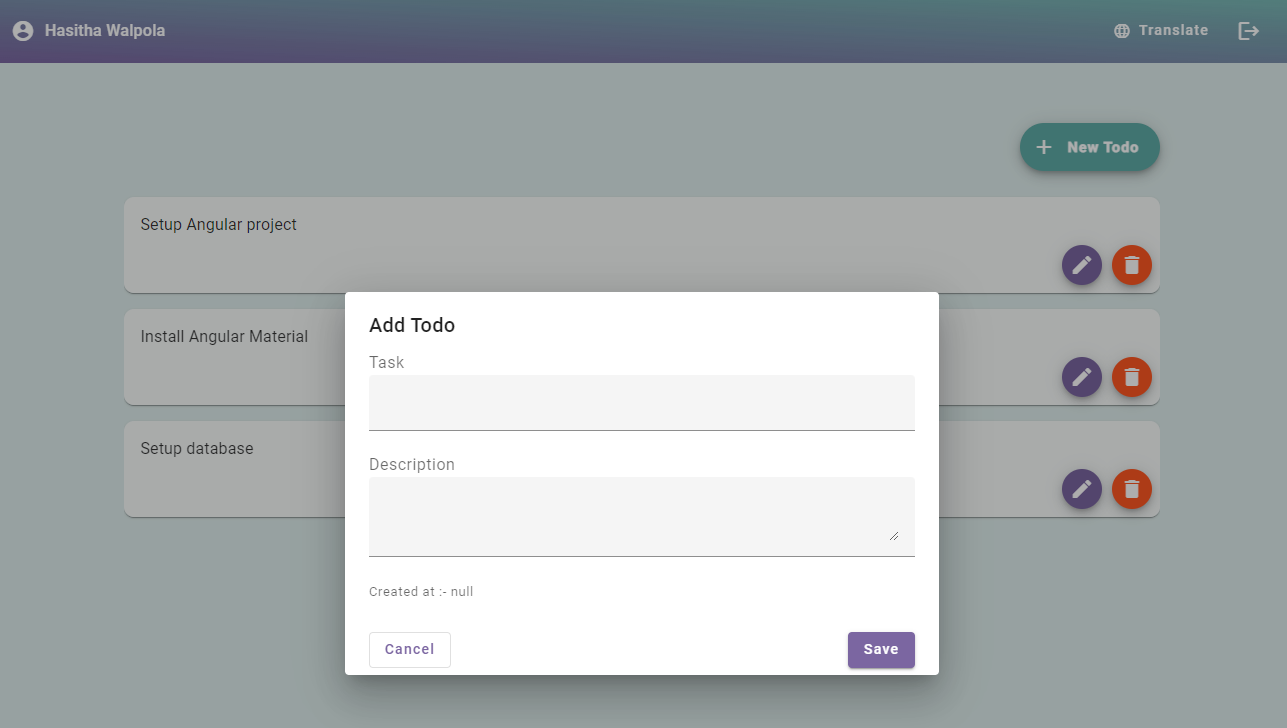 Hasitha Walpola
Translate
New Todo
Setup Angular project
Install Angular Material
Setup database
Add Todo
Task
Description
Created at :- null
Cancel
Save